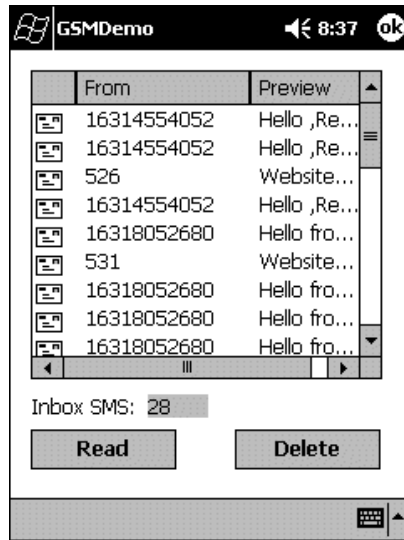 GSMDemo 8:37 ok
From Preview
16314554052 Hello ,Re...
16314554052 Hello ,Re...
526 Website...
16314554052 Hello ,Re...
16318052680 Hello fro...
531 Website...
16318052680 Hello fro...
16318052680 Hello fro...
16318052680 Hello fro...
Inbox SMS: 28
Read Delete